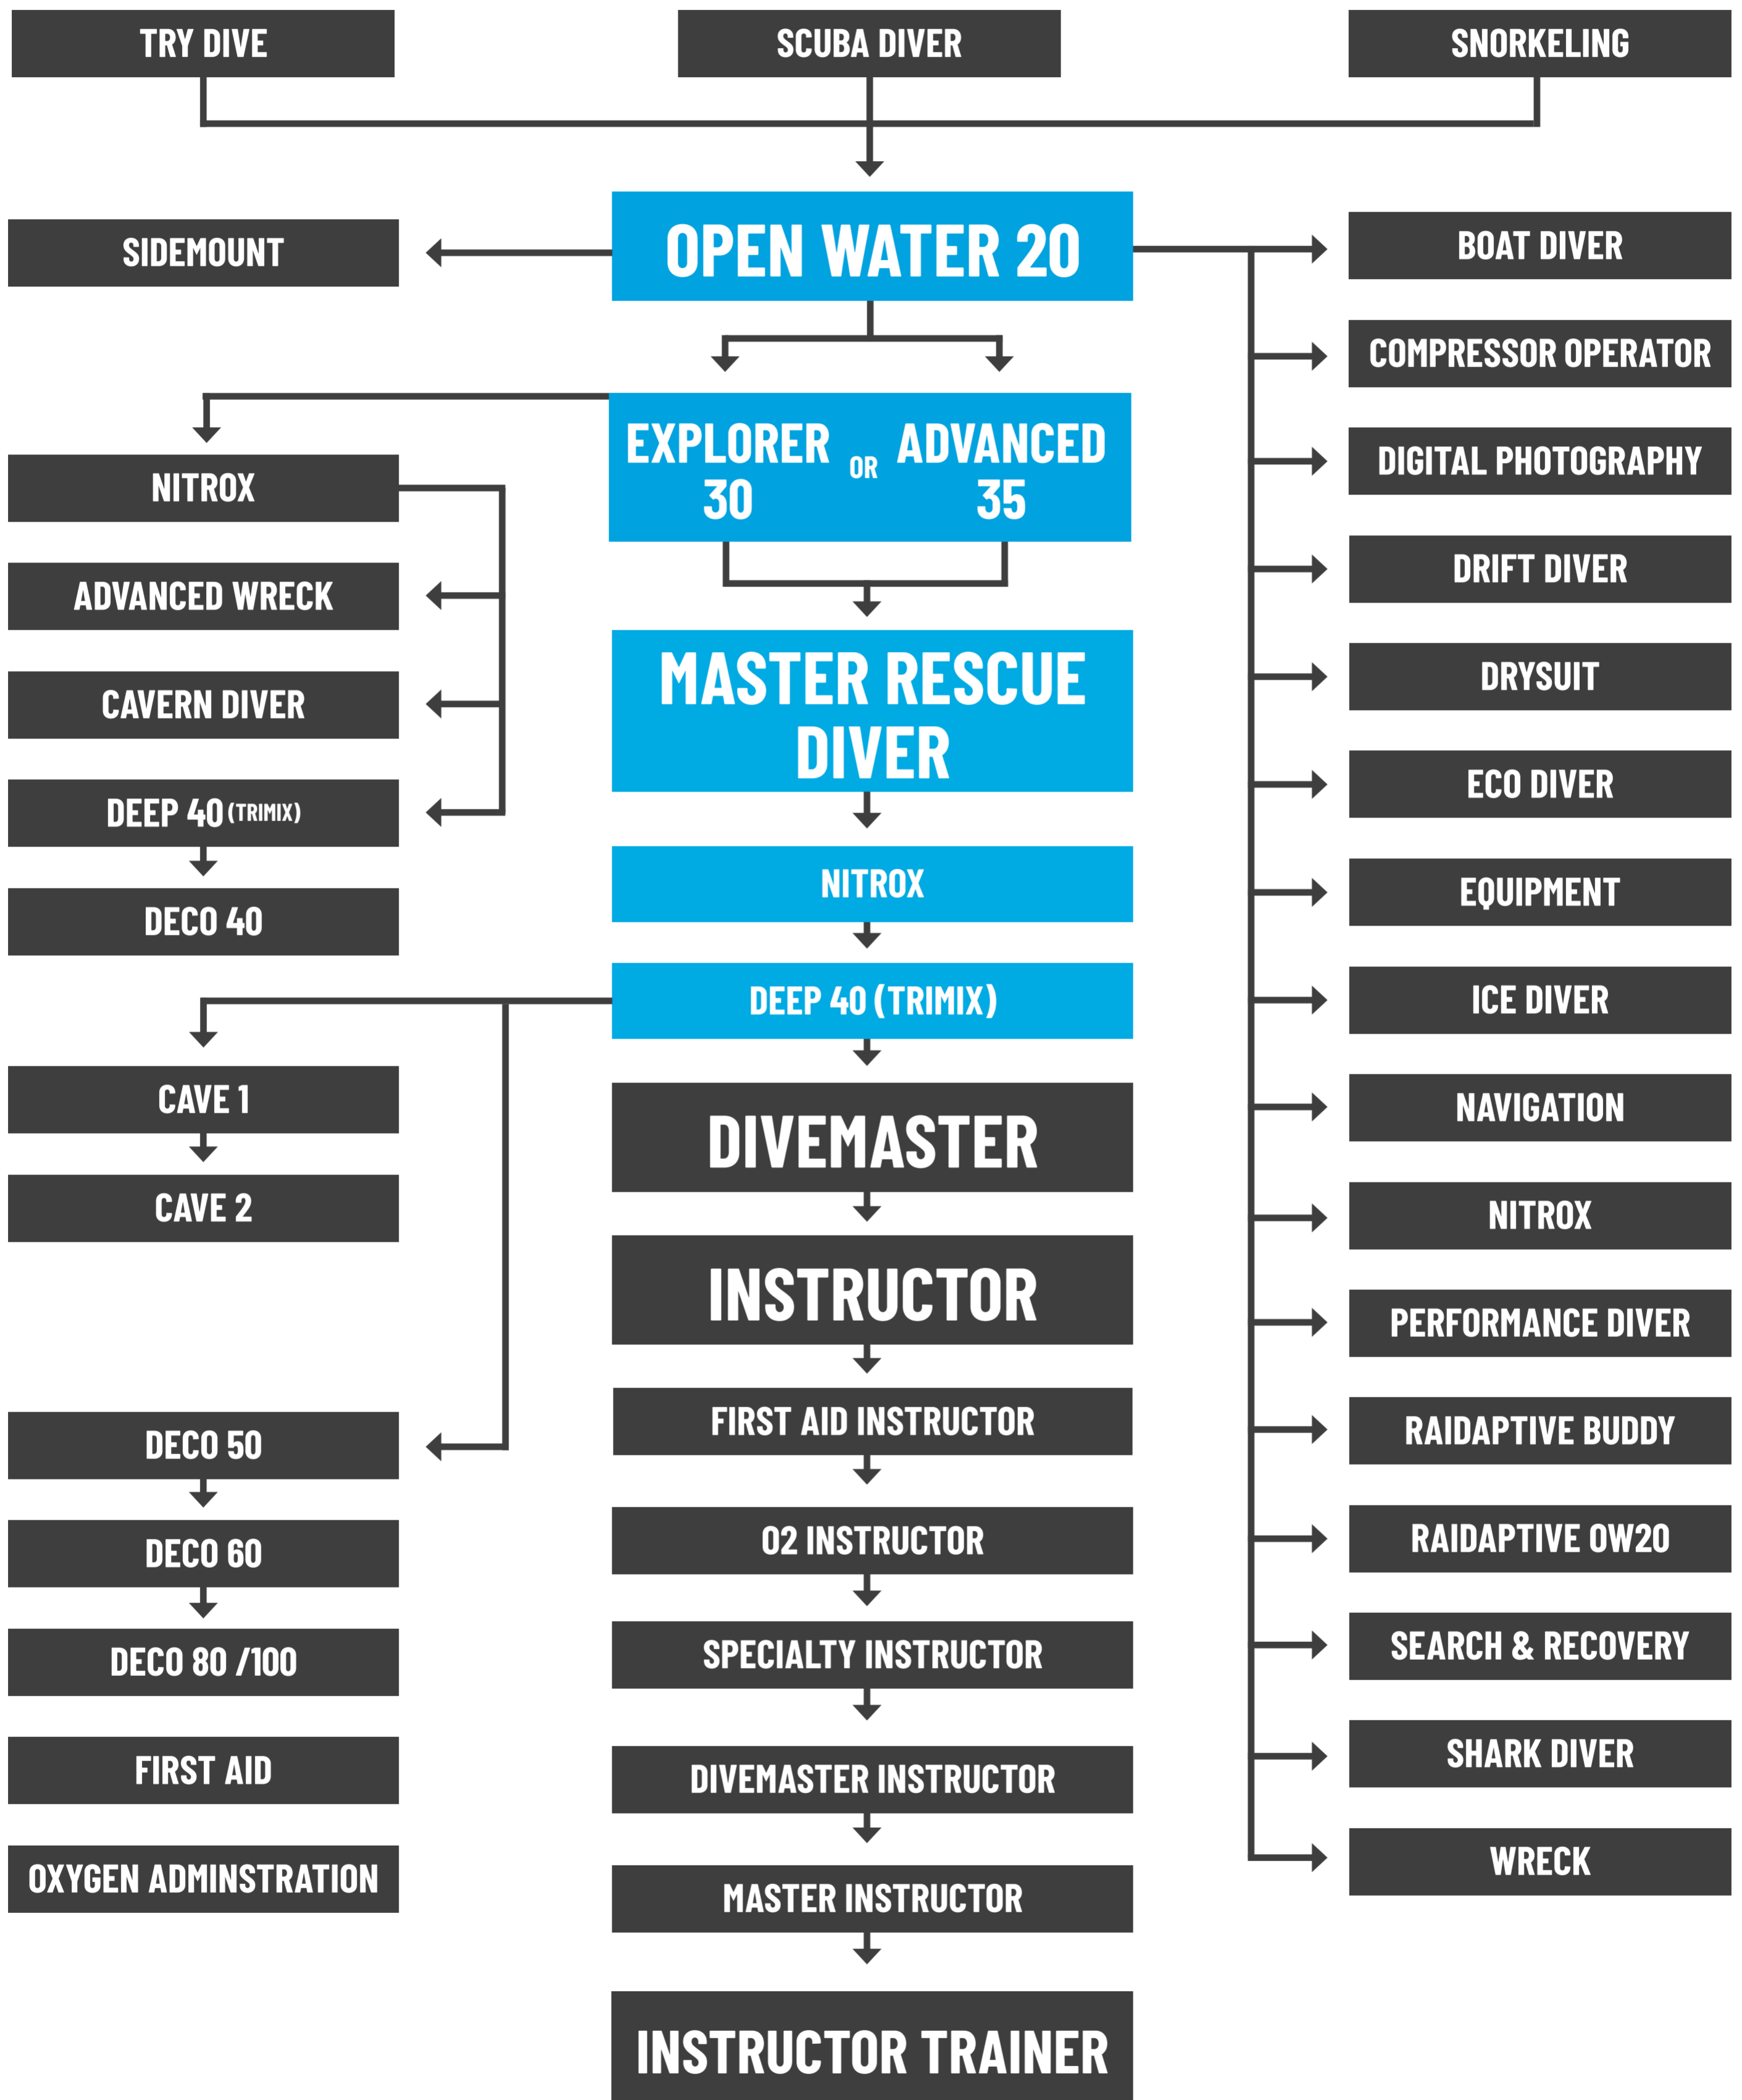 TRY DIVE
SCUBA DIVER
SNORKELING
OPEN WATER 20
SIDEMOUNT
EXPLORER
30
OR
ADVANCED
35
NITROX
ADVANCED WRECK
CAVERN DIVER
DEEP 40 (TRIMIX)
DECO 40
MASTER RESCUE
DIVER
NITROX
DEEP 40 (TRIMIX)
CAVE 1
CAVE 2
DECO 50
DECO 60
DECO 80 /100
FIRST AID
OXYGEN ADMINSTRATION
DIVEMASTER
INSTRUCTOR
FIRST AID INSTRUCTOR
O2 INSTRUCTOR
SPECIALTY INSTRUCTOR
DIVEMASTER INSTRUCTOR
MASTER INSTRUCTOR
INSTRUCTOR TRAINER
BOAT DIVER
COMPRESSOR OPERATOR
DIGITAL PHOTOGRAPHY
DRIFT DIVER
DRYSUIT
ECO DIVER
EQUIPMENT
ICE DIVER
NAVIGATION
NITROX
PERFORMANCE DIVER
RAIDAPTIVE BUDDY
RAIDAPTIVE OW20
SEARCH & RECOVERY
SHARK DIVER
WRECK